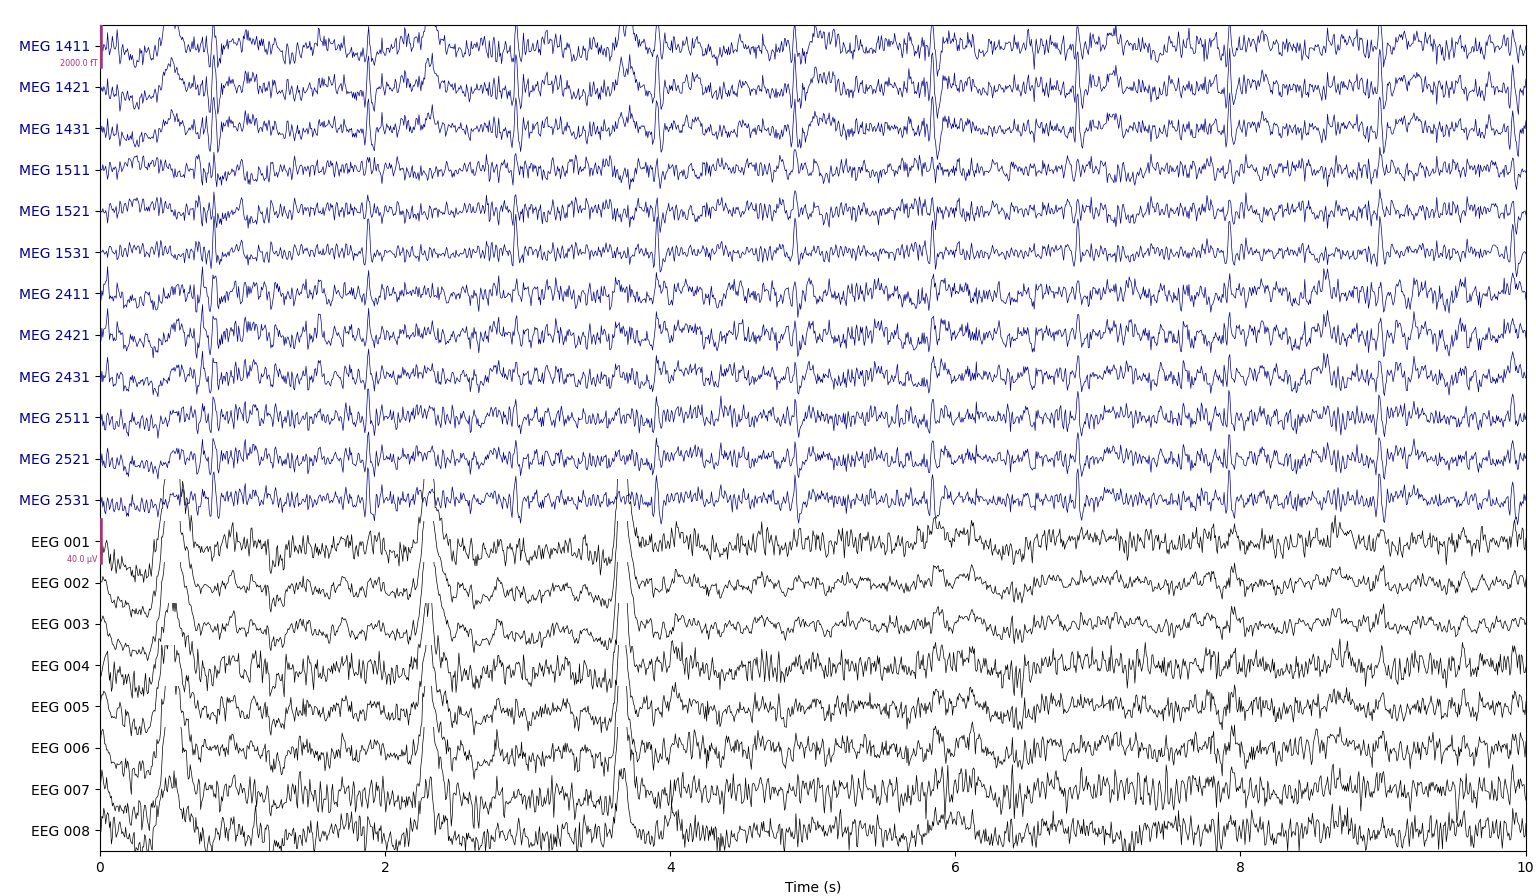 MEG 1411
2000.0 fT
MEG 1421
MEG 1431
MEG 1511
MEG 1521
MEG 1531
MEG 2411
MEG 2421
MEG 2431
MEG 2511
MEG 2521
MEG 2531
EEG 001
40.0 µV
EEG 002
EEG 003
EEG 004
EEG 005
EEG 006
EEG 007
EEG 008
0 2 4 6 8 10
Time (s)